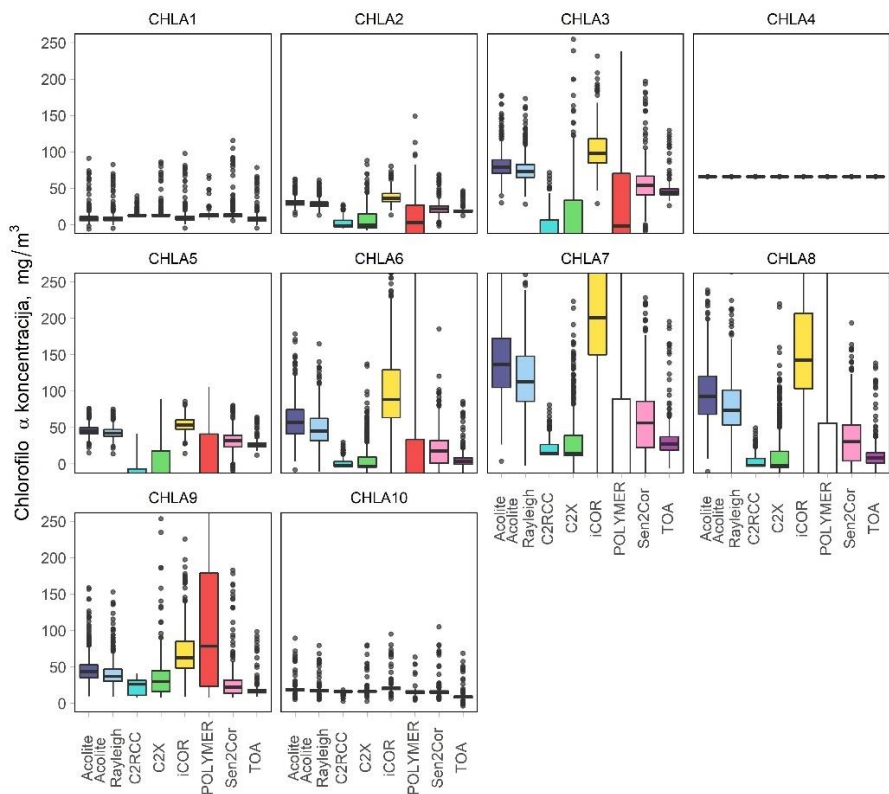 CHLA1 CHLA2 CHLA3 CHLA4
250
200
150
100
50
0
CHLA5 CHLA6 CHLA7 CHLA8
250
200
150
100
50
0
Acolite
Acolite Rayleigh
C2RCC
C2X
iCOR
POLYMER
Sen2Cor
TOA
Acolite
Acolite Rayleigh
C2RCC
C2X
iCOR
POLYMER
Sen2Cor
TOA
CHLA9 CHLA10
250
200
150
100
50
0
Acolite
Acolite Rayleigh
C2RCC
C2X
iCOR
POLYMER
Sen2Cor
TOA
Acolite
Acolite Rayleigh
C2RCC
C2X
iCOR
POLYMER
Sen2Cor
TOA
Chlorofilo α koncentracija, mg/m³